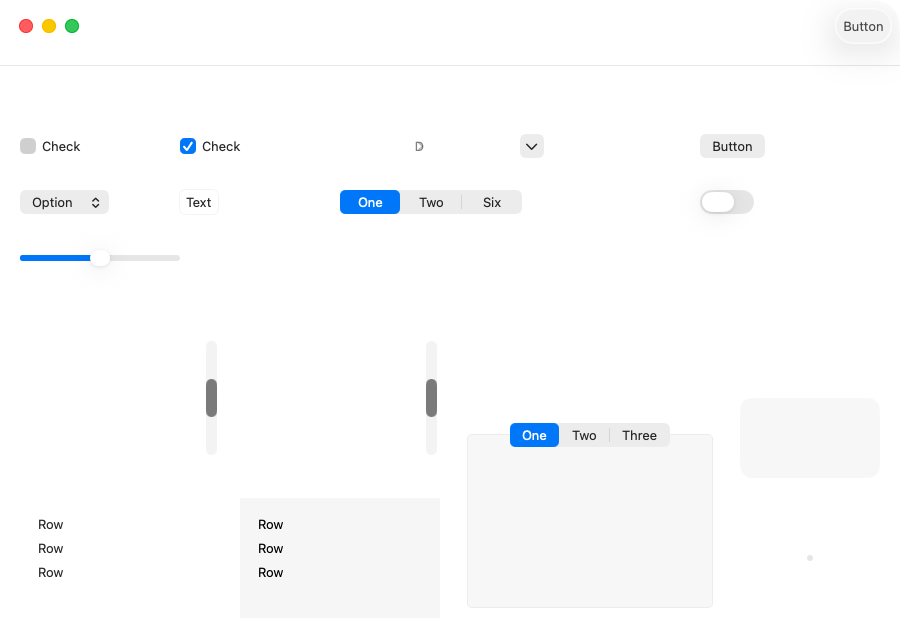 Button
Check
Check
Button
Option
Text
One
Two
Six
One
Two
Three
Row
Row
Row
Row
Row
Row